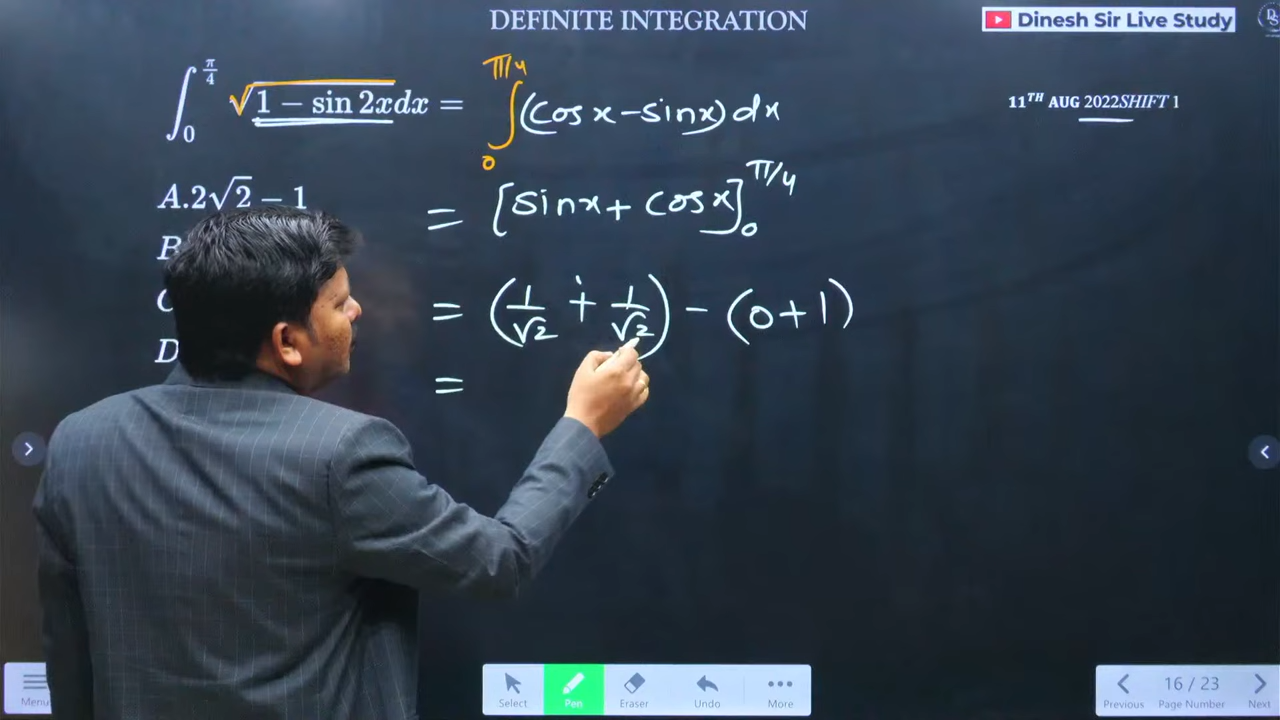 DEFINITE INTEGRATION
Dinesh Sir Live Study
∫₀^{π/4} √(1 − sin 2x) dx = ∫₀^{π/4} (cos x − sin x) dx
11TH AUG 2022 SHIFT 1
A. 2√2 − 1
= [sin x + cos x]₀^{π/4}
B
= (1/√2 + 1/√2) − (0 + 1)
D
=
Menu
Select
Pen
Eraser
Undo
More
Previous
16 / 23
Page Number
Next